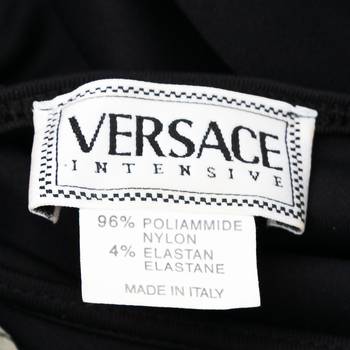 VERSACE
INTENSIVE
96% POLIAMMIDE
NYLON
4% ELASTAN
ELASTANE
MADE IN ITALY